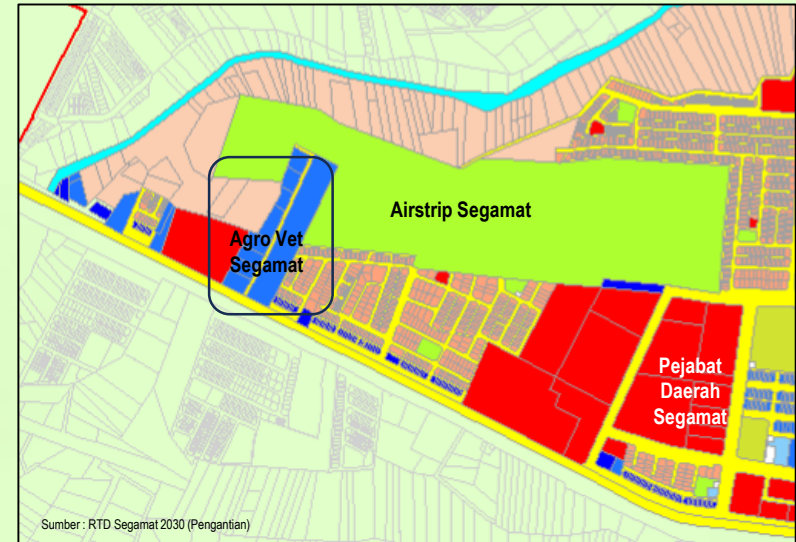 Airstrip Segamat
Agro Vet
Segamat
Pejabat
Daerah
Segamat
Sumber : RTD Segamat 2030 (Pengantian)